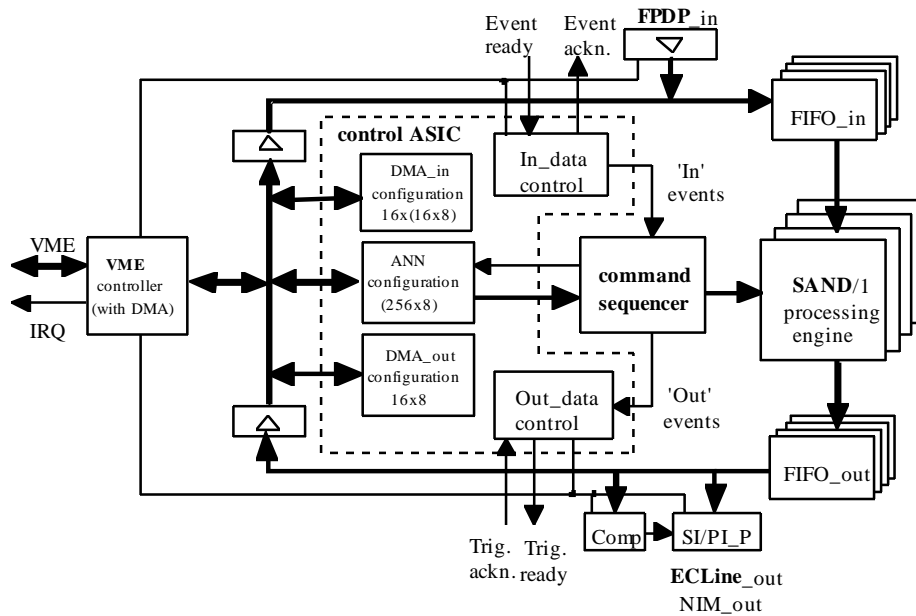 Event
ready
Event
ackn.
FPDP_in
FIFO_in
control ASIC
In_data
control
'In'
events
DMA_in
configuration
16x(16x8)
VME
IRQ
VME
controller
(with DMA)
ANN
configuration
(256x8)
command
sequencer
SAND/1
processing
engine
DMA_out
configuration
16x8
Out_data
control
'Out'
events
FIFO_out
Trig.
ackn.
Trig.
ready
Comp
SI/PI_P
ECLine_out
NIM_out